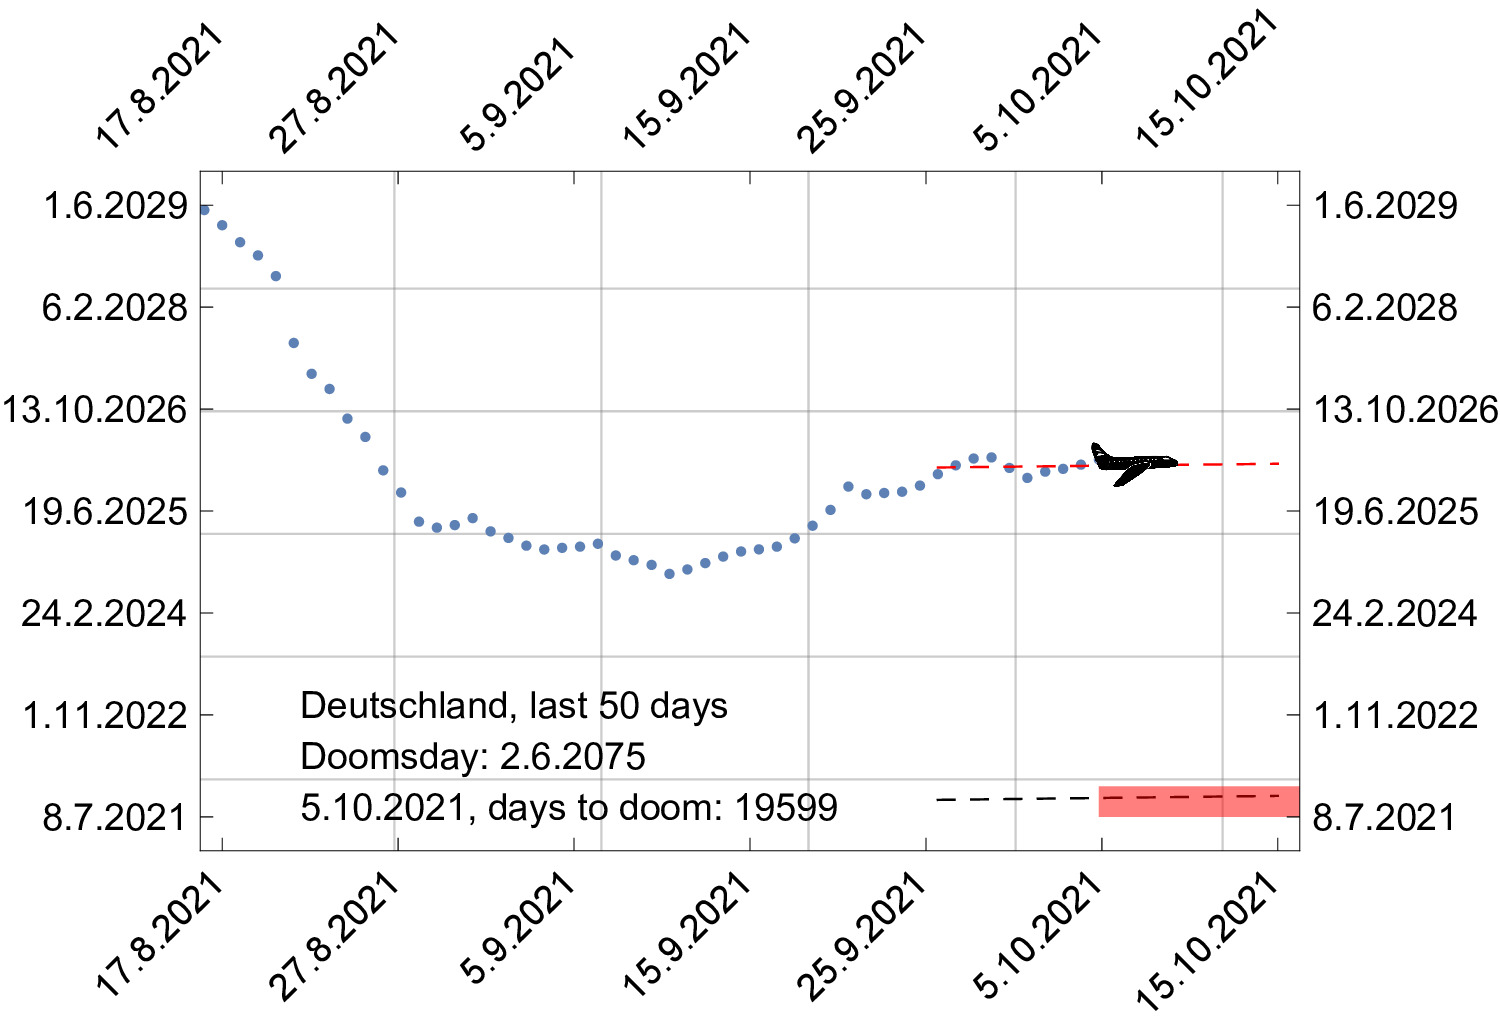 17.8.2021 27.8.2021 5.9.2021 15.9.2021 25.9.2021 5.10.2021 15.10.2021
1.6.2029 1.6.2029
6.2.2028 6.2.2028
13.10.2026 13.10.2026
19.6.2025 19.6.2025
24.2.2024 24.2.2024
1.11.2022 1.11.2022
8.7.2021 8.7.2021
Deutschland, last 50 days
Doomsday: 2.6.2075
5.10.2021, days to doom: 19599
17.8.2021 27.8.2021 5.9.2021 15.9.2021 25.9.2021 5.10.2021 15.10.2021